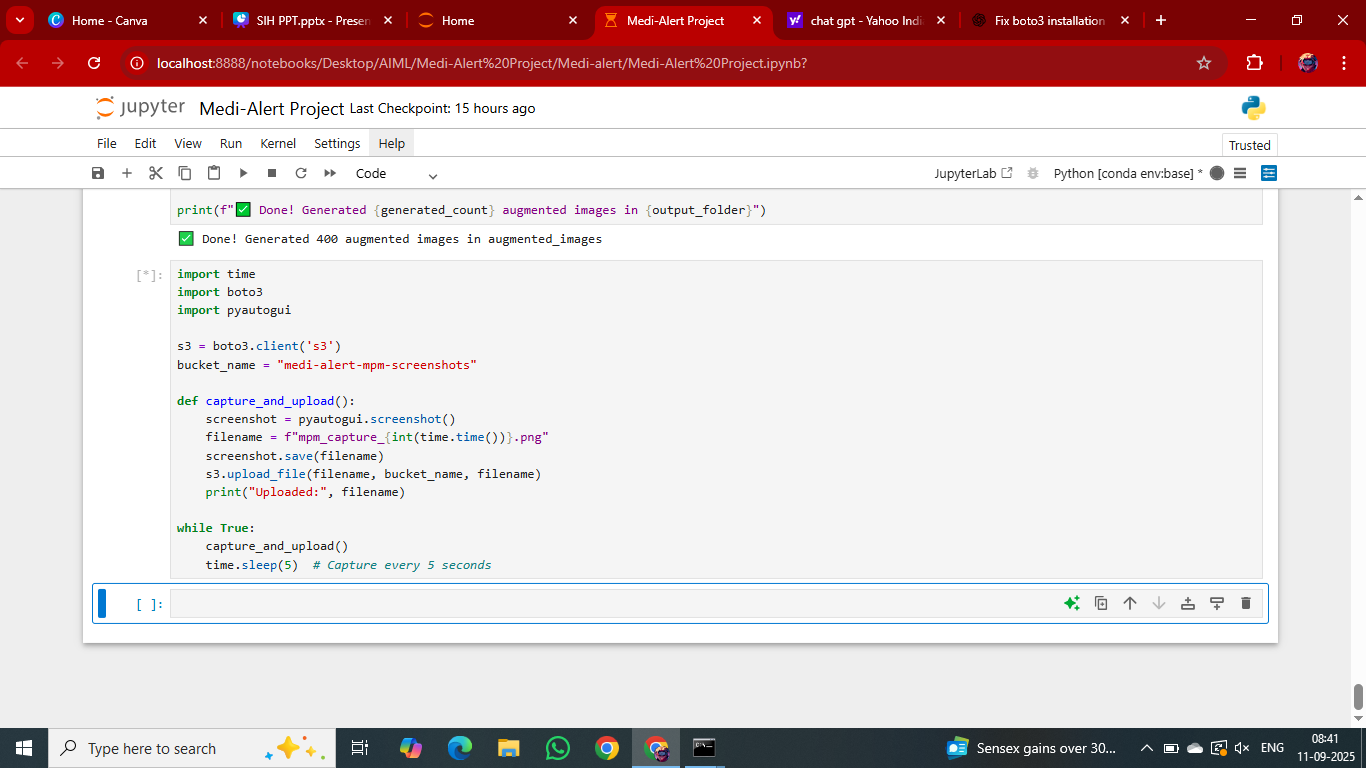 Home - Canva
SIH PPT.pptx - Presen
Home
Medi-Alert Project
chat gpt - Yahoo Indi
Fix boto3 installation
localhost:8888/notebooks/Desktop/AIML/Medi-Alert%20Project/Medi-alert/Medi-Alert%20Project.ipynb?
jupyter Medi-Alert Project Last Checkpoint: 15 hours ago
File Edit View Run Kernel Settings Help
Trusted
Code
JupyterLab
Python [conda env:base] *
print(f"✅ Done! Generated {generated_count} augmented images in {output_folder}")
✅ Done! Generated 400 augmented images in augmented_images
[*]:
import time
import boto3
import pyautogui
s3 = boto3.client('s3')
bucket_name = "medi-alert-mpm-screenshots"
def capture_and_upload():
    screenshot = pyautogui.screenshot()
    filename = f"mpm_capture_{int(time.time())}.png"
    screenshot.save(filename)
    s3.upload_file(filename, bucket_name, filename)
    print("Uploaded:", filename)
while True:
    capture_and_upload()
    time.sleep(5)  # Capture every 5 seconds
[ ]:
Type here to search
Sensex gains over 30...
ENG
08:41
11-09-2025